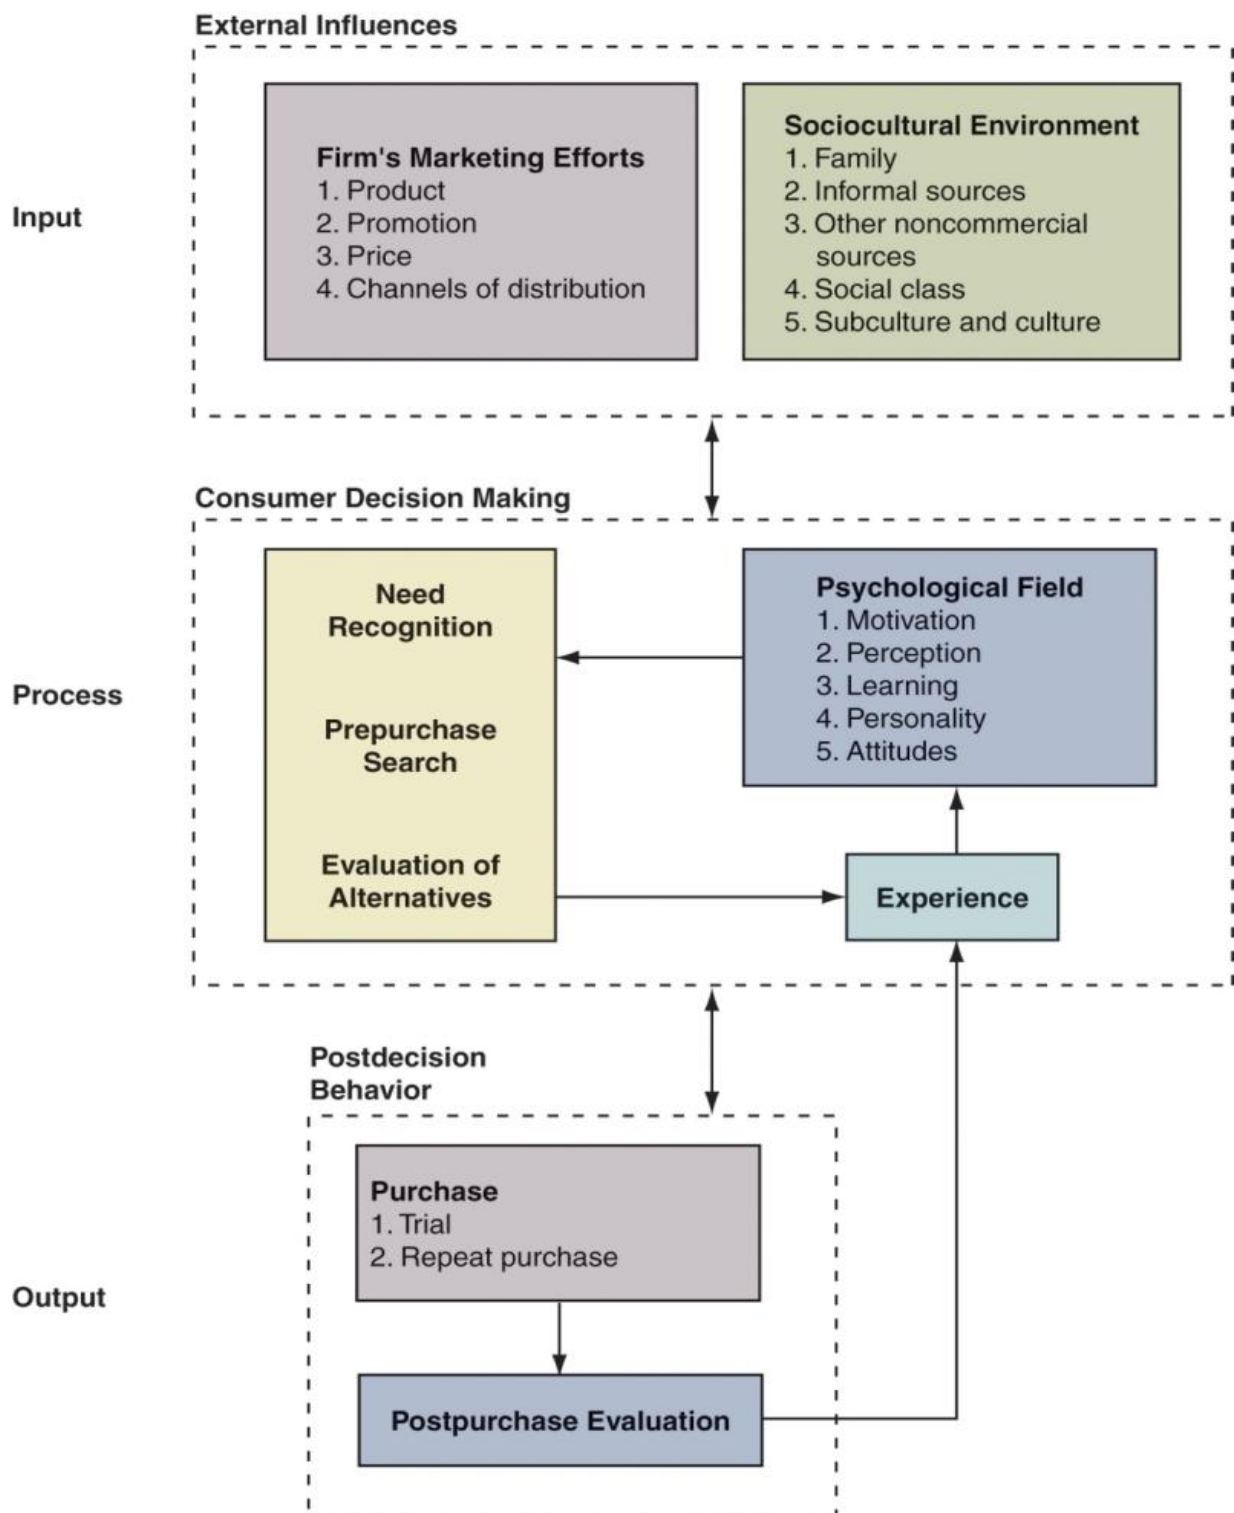 External Influences
Input
Firm's Marketing Efforts
1. Product
2. Promotion
3. Price
4. Channels of distribution
Sociocultural Environment
1. Family
2. Informal sources
3. Other noncommercial
sources
4. Social class
5. Subculture and culture
Consumer Decision Making
Process
Need
Recognition
Prepurchase
Search
Evaluation of
Alternatives
Psychological Field
1. Motivation
2. Perception
3. Learning
4. Personality
5. Attitudes
Experience
Postdecision
Behavior
Output
Purchase
1. Trial
2. Repeat purchase
Postpurchase Evaluation